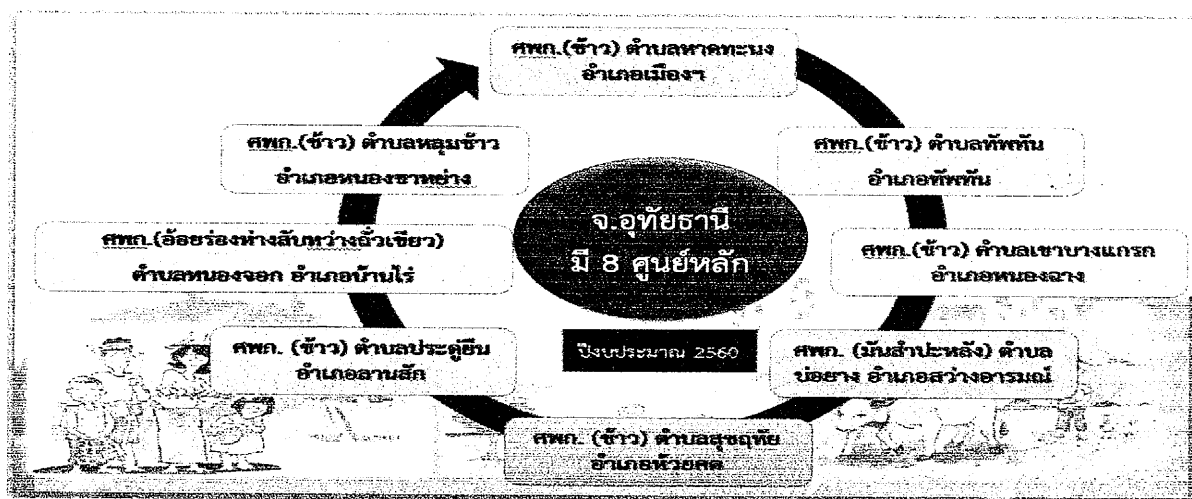 ศพก.(ข้าว) ตำบลหาดทะนง
อำเภอเมืองฯ
ศพก.(ข้าว) ตำบลทัพทัน
อำเภอทัพทัน
ศพก.(ข้าว) ตำบลเขาบางแกรก
อำเภอหนองฉาง
ศพก. (มันสำปะหลัง) ตำบล
บ่อยาง อำเภอสว่างอารมณ์
ศพก. (ข้าว) ตำบลสุขฤทัย
อำเภอห้วยคต
ศพก. (ข้าว) ตำบลประดู่ยืน
อำเภอลานสัก
ศพก.(อ้อยร่องห่างสลับหว่างถั่วเขียว)
ตำบลหนองจอก อำเภอบ้านไร่
ศพก.(ข้าว) ตำบลหลุมข้าว
อำเภอหนองขาหย่าง
จ.อุทัยธานี
มี 8 ศูนย์หลัก
ปีงบประมาณ 2560